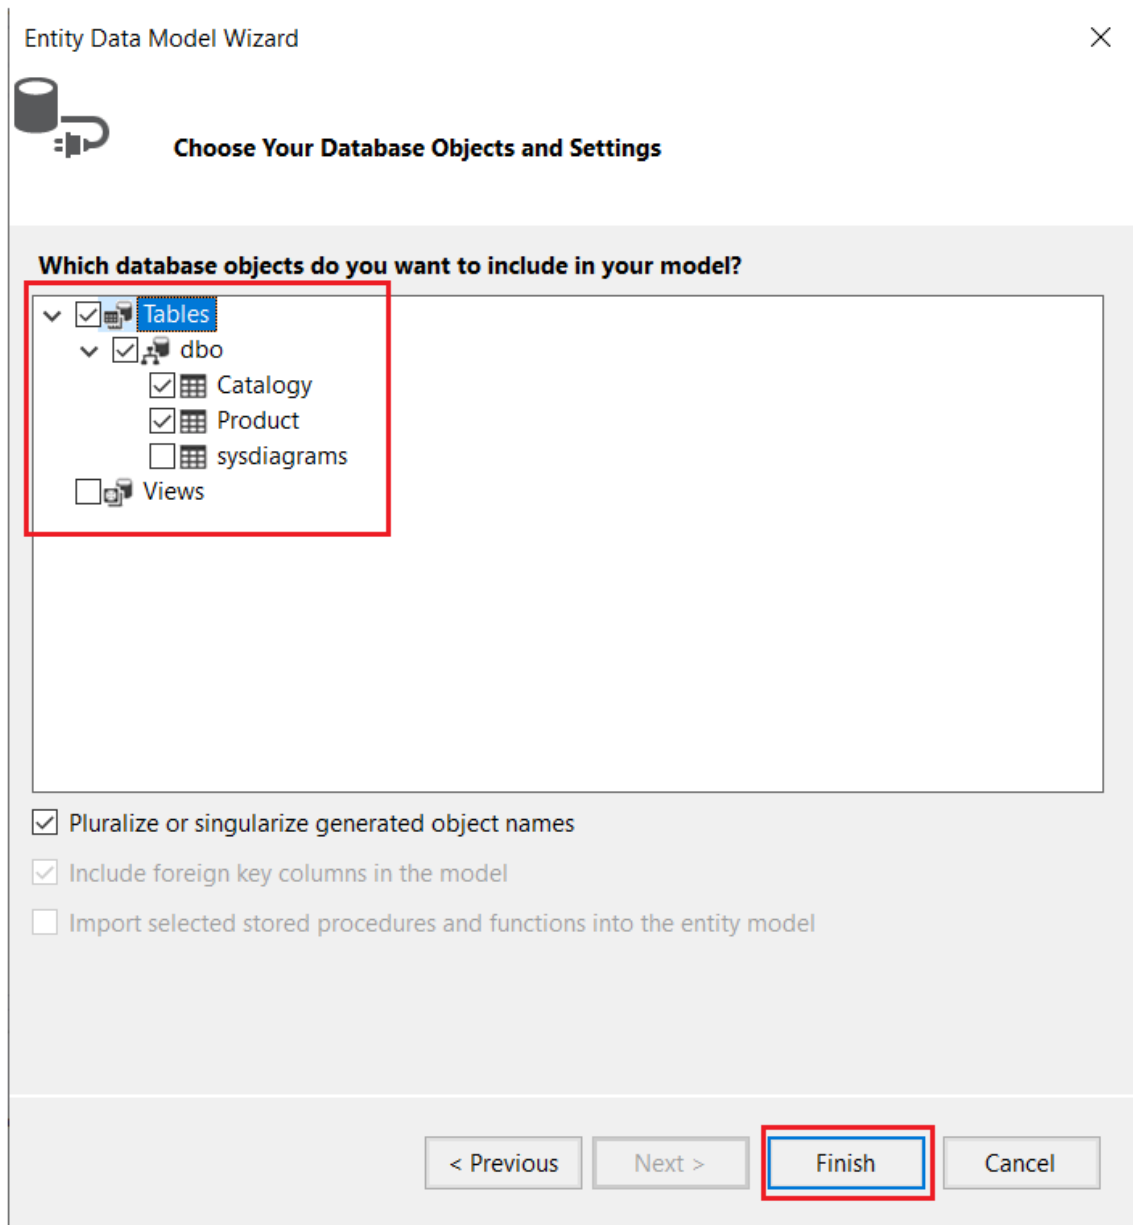 Entity Data Model Wizard
Choose Your Database Objects and Settings
Which database objects do you want to include in your model?
Tables
dbo
Catalogy
Product
sysdiagrams
Views
Pluralize or singularize generated object names
Include foreign key columns in the model
Import selected stored procedures and functions into the entity model
< Previous
Next >
Finish
Cancel